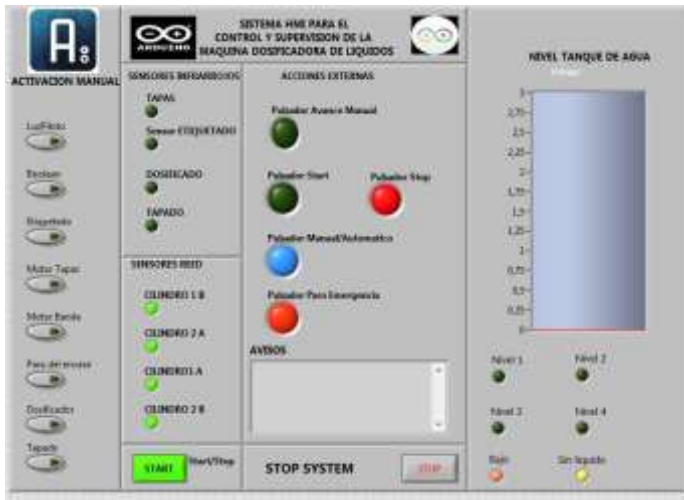 SISTEMA HMI PARA EL
CONTROL Y SUPERVISION DE LA
MAQUINA DOSIFICADORA DE LIQUIDOS
ARDUINO
ACTIVACION MANUAL
LuzPiloto
Etiquetado
Motor Tapas
Motor Banda
Paro del envase
Dosificador
Tapado
SENSORES INFRARROJOS
TAPAS
Sensor ETIQUETADO
DOSIFICADO
TAPADO
SENSORES REED
CILINDRO 1 B
CILINDRO 2 A
CILINDRO1 A
CILINDRO 2 B
START
Start/Stop
ACCIONES EXTERNAS
Pulsador Avance Manual
Pulsador Start
Pulsador Stop
Pulsador Manual/Automatico
Pulsador Paro Emergencia
AVISOS
STOP SYSTEM
STOP
NIVEL TANQUE DE AGUA
3
2,75
2,5
2,25
2
1,75
1,5
1,25
1
0,75
0,5
0,25
0
Nivel 1
Nivel 2
Nivel 3
Nivel 4
Bajo
Sin liquido